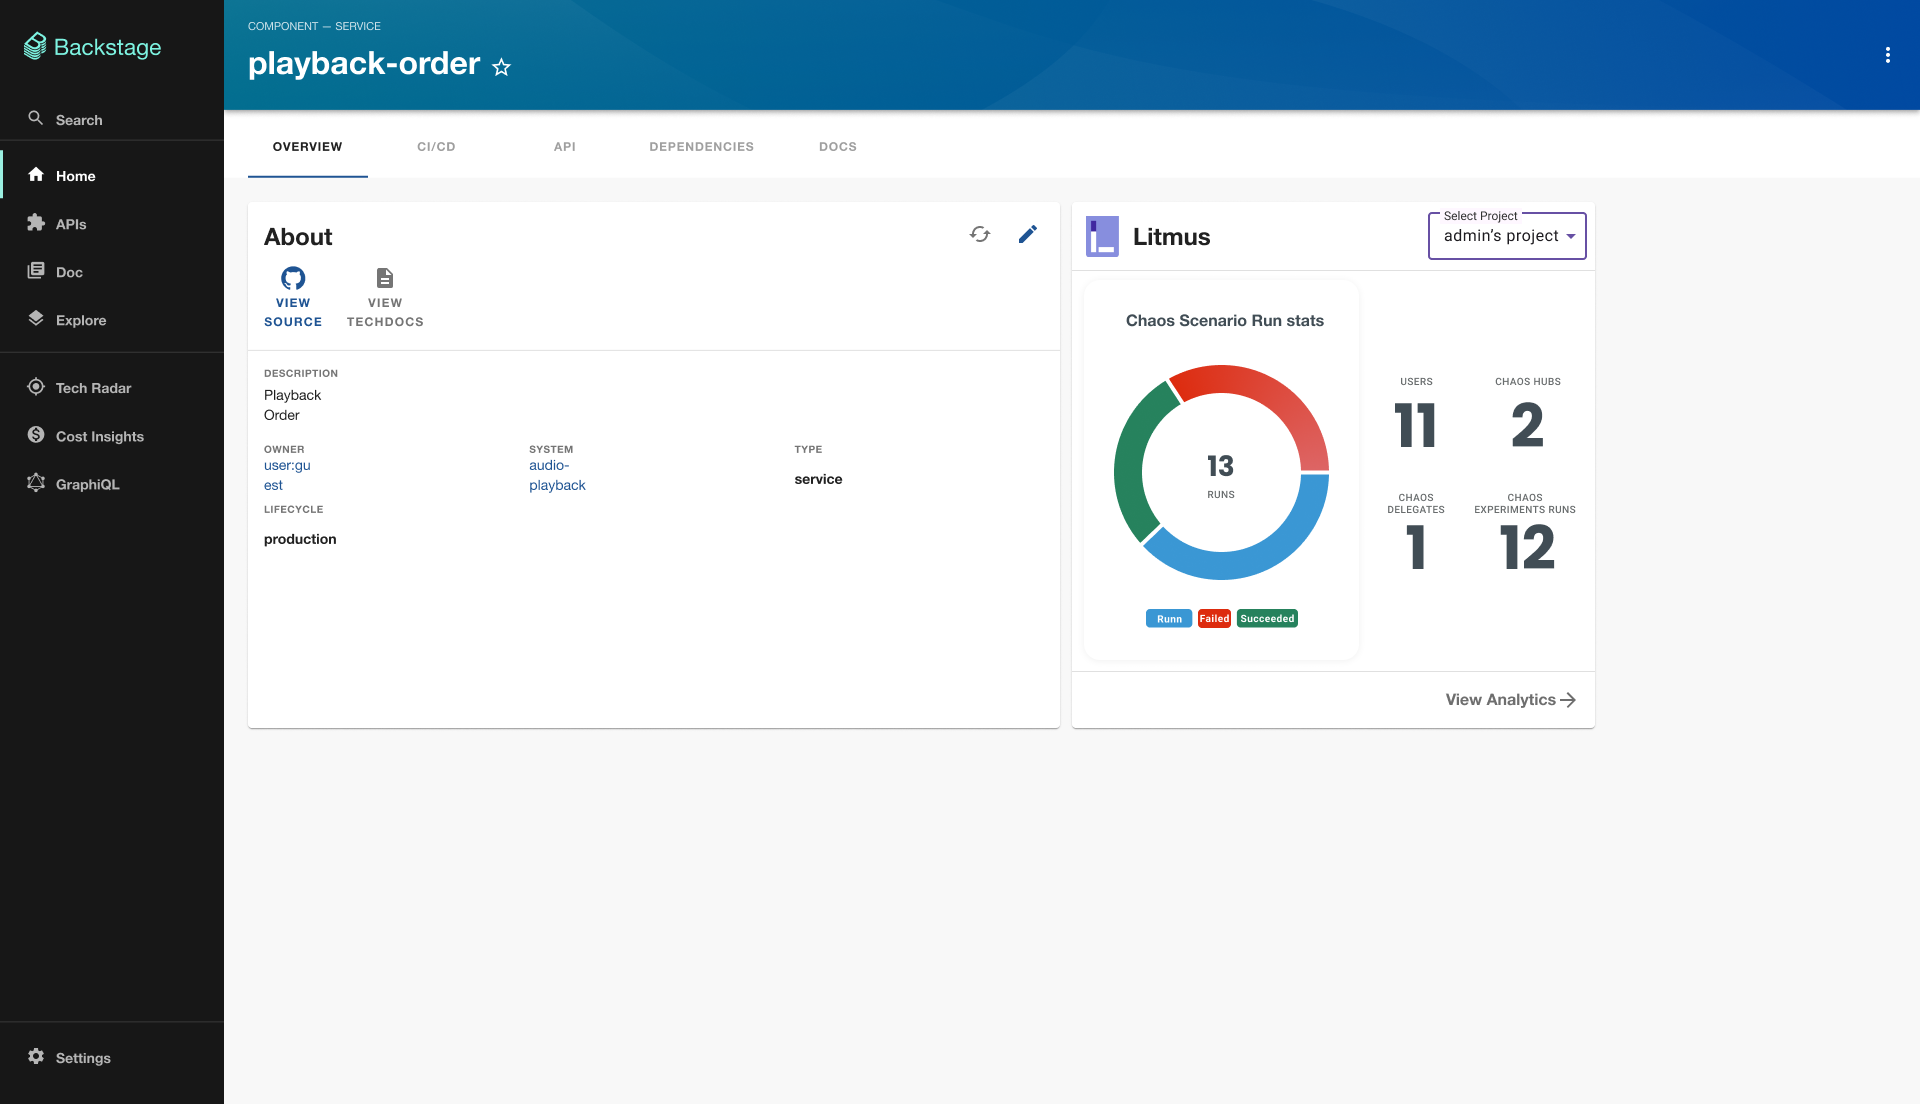 Backstage
Search
Home
APIs
Doc
Explore
Tech Radar
Cost Insights
GraphiQL
Settings
COMPONENT — SERVICE
playback-order
OVERVIEW
CI/CD
API
DEPENDENCIES
DOCS
About
VIEW
SOURCE
VIEW
TECHDOCS
DESCRIPTION
Playback
Order
OWNER
user:gu
est
SYSTEM
audio-
playback
TYPE
service
LIFECYCLE
production
Litmus
Select Project
admin's project
Chaos Scenario Run stats
13
RUNS
Runn
Failed
Succeeded
USERS
11
CHAOS HUBS
2
CHAOS
DELEGATES
1
CHAOS
EXPERIMENTS RUNS
12
View Analytics